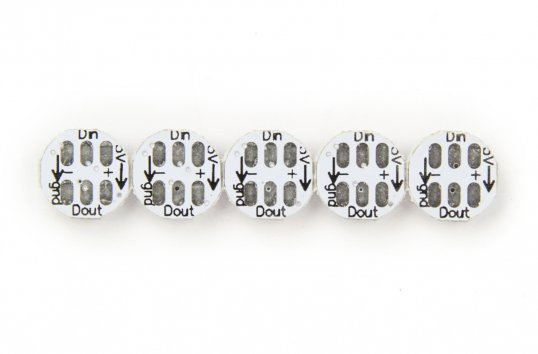 Din Din Din Din Din
5V 5V 5V 5V 5V
- + - + - + - + - +
gnd gnd gnd gnd gnd
Dout Dout Dout Dout Dout